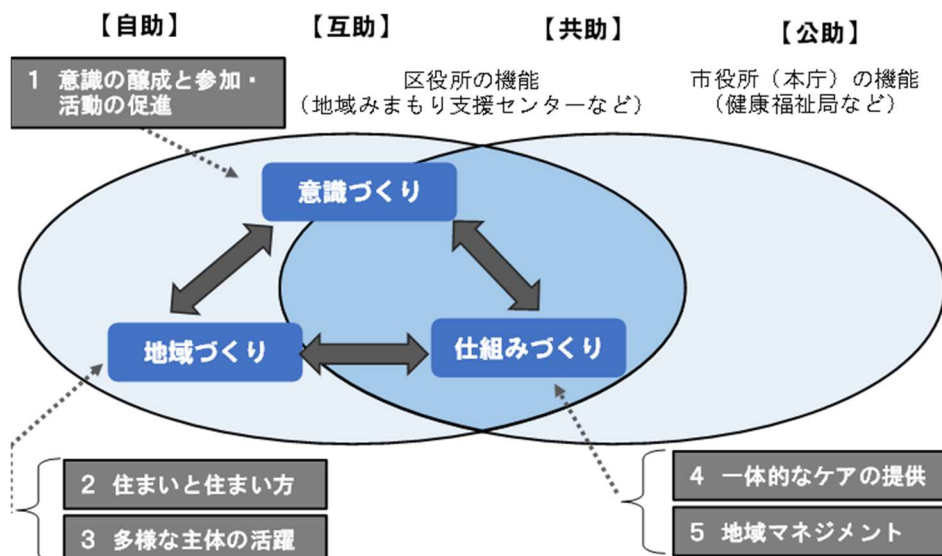 【自助】 【互助】 【共助】 【公助】
1 意識の醸成と参加・
活動の促進
区役所の機能
(地域みまもり支援センターなど)
市役所(本庁)の機能
(健康福祉局など)
意識づくり
地域づくり
仕組みづくり
2 住まいと住まい方
3 多様な主体の活躍
4 一体的なケアの提供
5 地域マネジメント